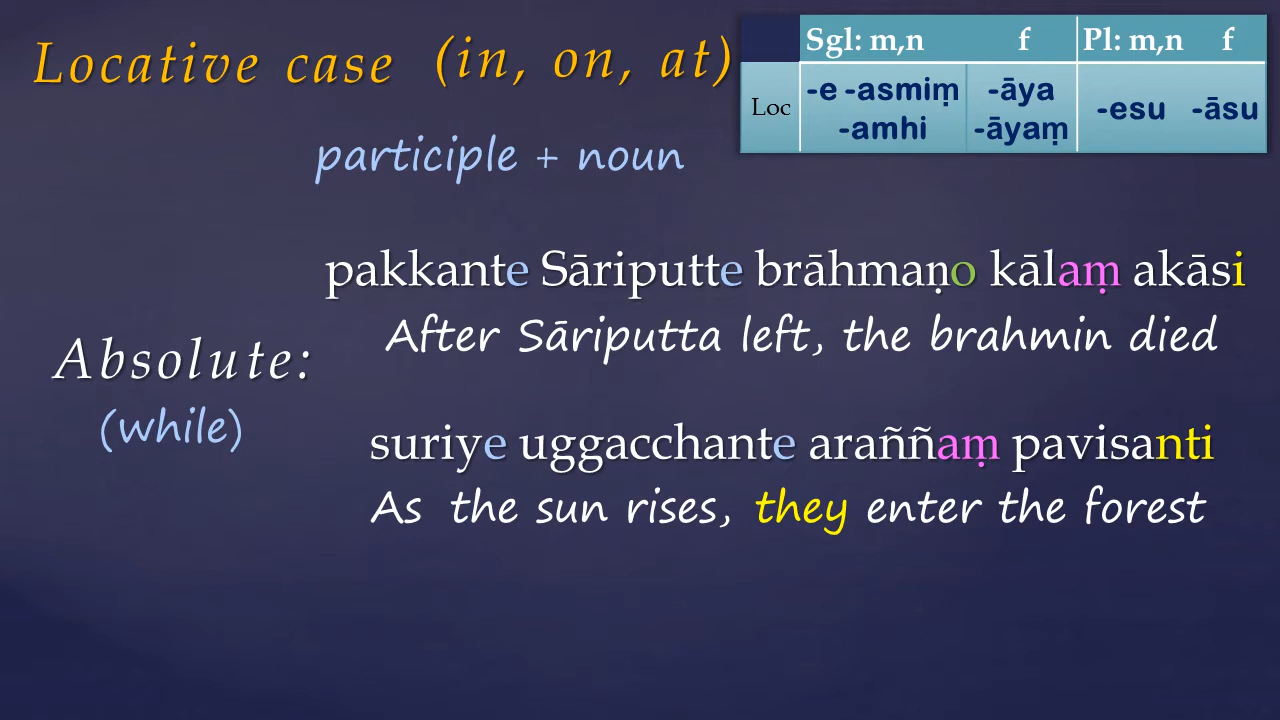 Locative case (in, on, at)
Sgl: m,n f Pl: m,n f
Loc -e -asmiṃ -amhi -āya -āyaṃ -esu -āsu
participle + noun
pakkante Sāriputte brāhmaṇo kālaṃ akāsi
After Sāriputta left, the brahmin died
Absolute:
(while)
suriye uggacchante araññaṃ pavisanti
As the sun rises, they enter the forest